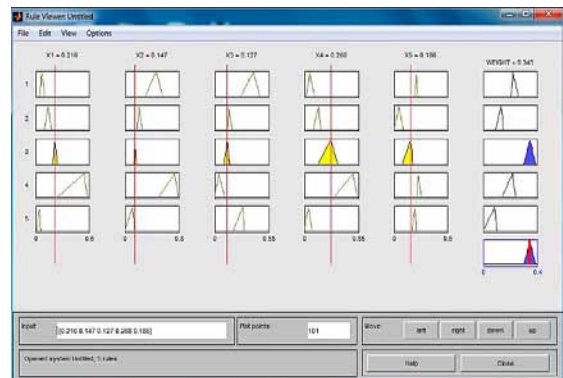 Rule Viewer: Untitled
File Edit View Options
X1 = 0.216 X2 = 0.147 X3 = 0.127 X4 = 0.268 X5 = 0.186 WEIGHT = 0.341
1
2
3
4
5
0 0.5 0 0.5 0 0.55 0 0.55 0
0 0.4
Input: [0.216 0.147 0.127 0.268 0.186] Plot points: 101 Move: left right down up
Opened system Untitled, 5 rules Help Close